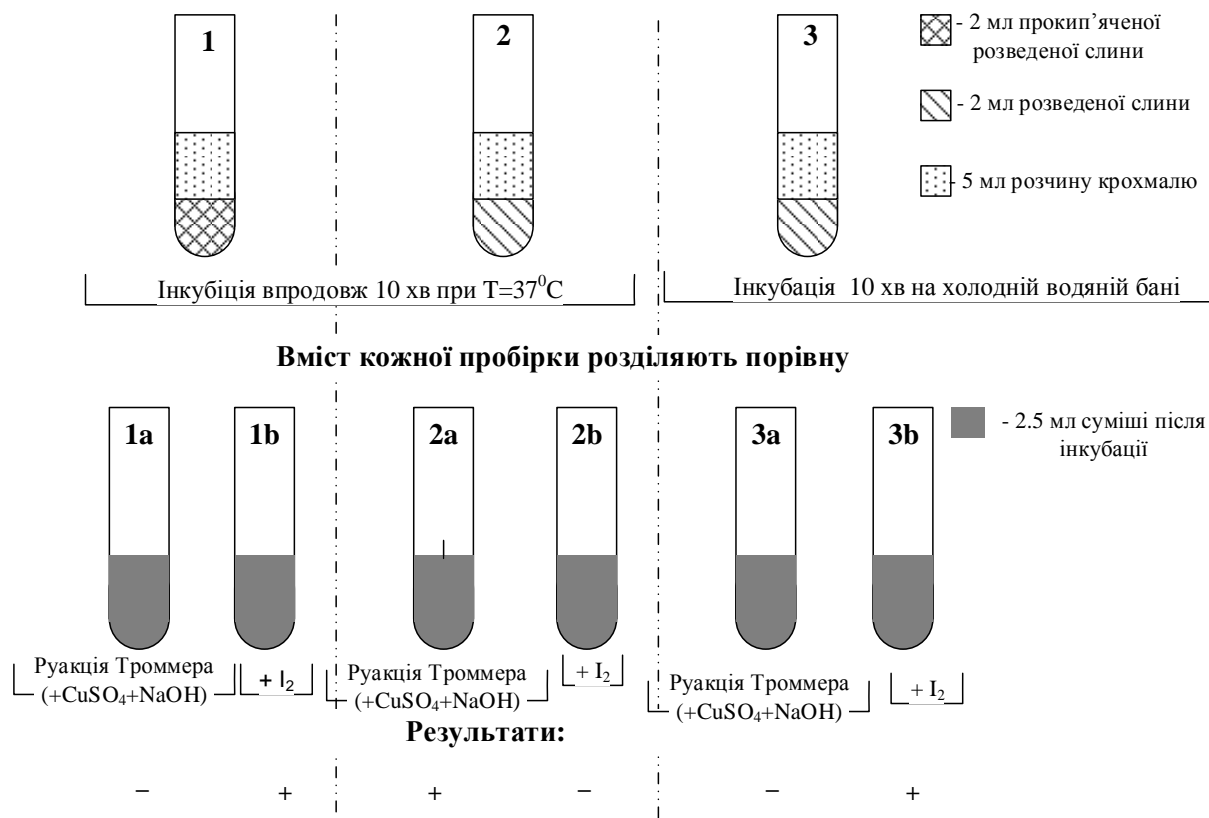 1
2
3
- 2 мл прокип’яченої
розведеної слини
- 2 мл розведеної слини
- 5 мл розчину крохмалю
Інкубіція впродовж 10 хв при Т=37⁰С
Інкубація 10 хв на холодній водяній бані
Вміст кожної пробірки розділяють порівну
1a
1b
2a
2b
3a
3b
- 2.5 мл суміші після
інкубації
Руакція Троммера
(+CuSO₄+NaOH)
+ I₂
Руакція Троммера
(+CuSO₄+NaOH)
+ I₂
Руакція Троммера
(+CuSO₄+NaOH)
+ I₂
Результати:
– + + – – +